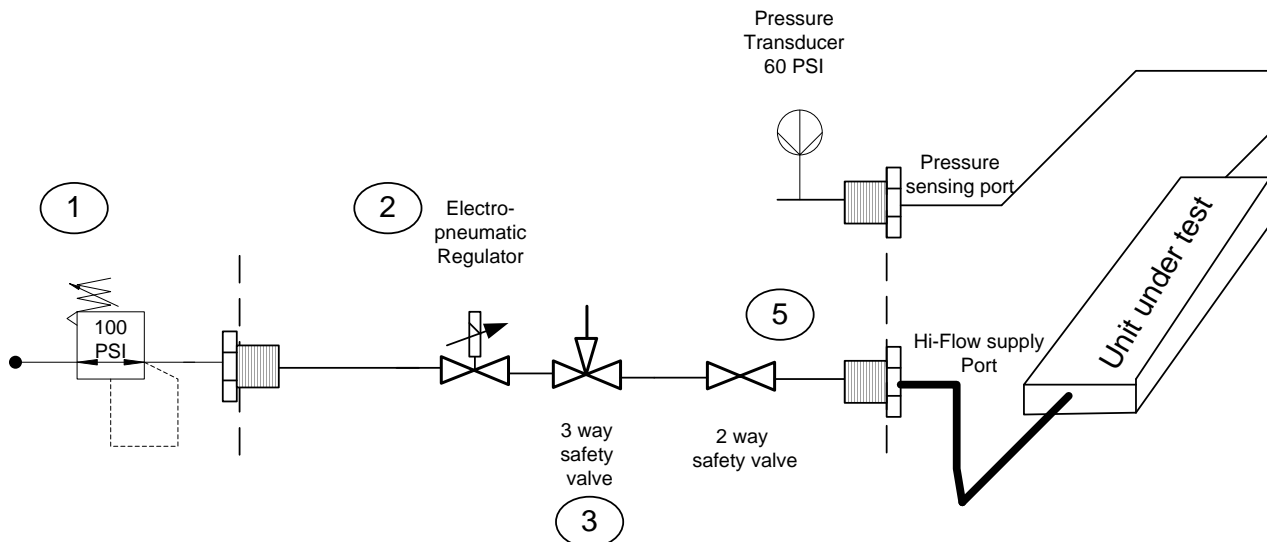 Pressure
Transducer
60 PSI
1
2
Electro-
pneumatic
Regulator
Pressure
sensing port
100
PSI
5
Hi-Flow supply
Port
Unit under test
3 way
safety
valve
2 way
safety valve
3